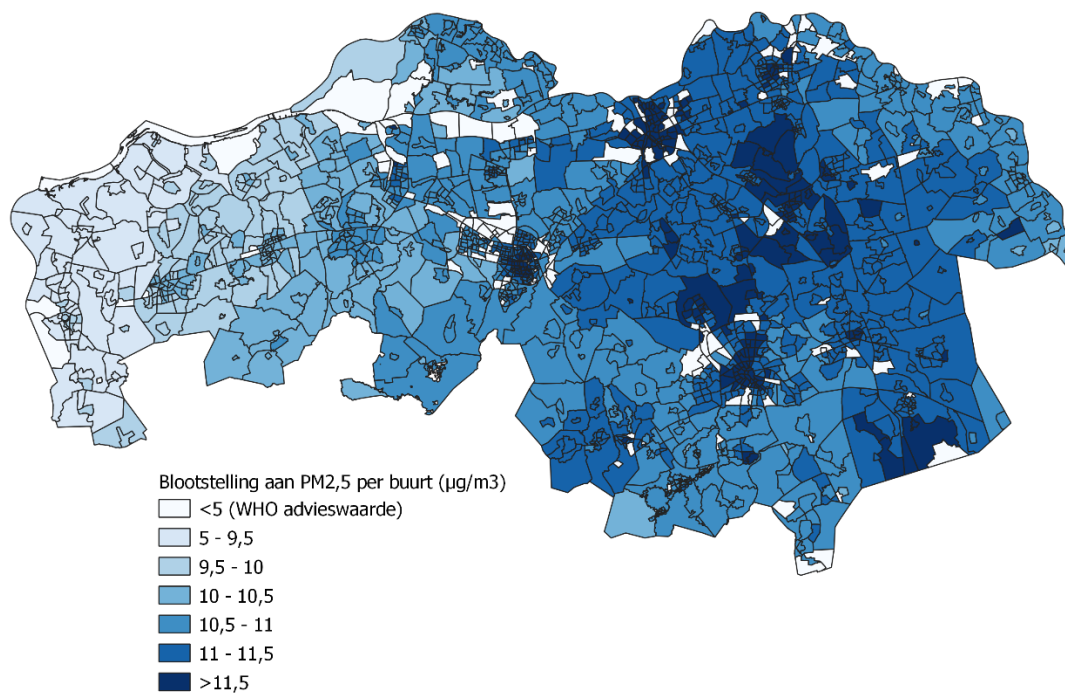 Blootstelling aan PM2,5 per buurt (µg/m3)
<5 (WHO advieswaarde)
5 - 9,5
9,5 - 10
10 - 10,5
10,5 - 11
11 - 11,5
>11,5